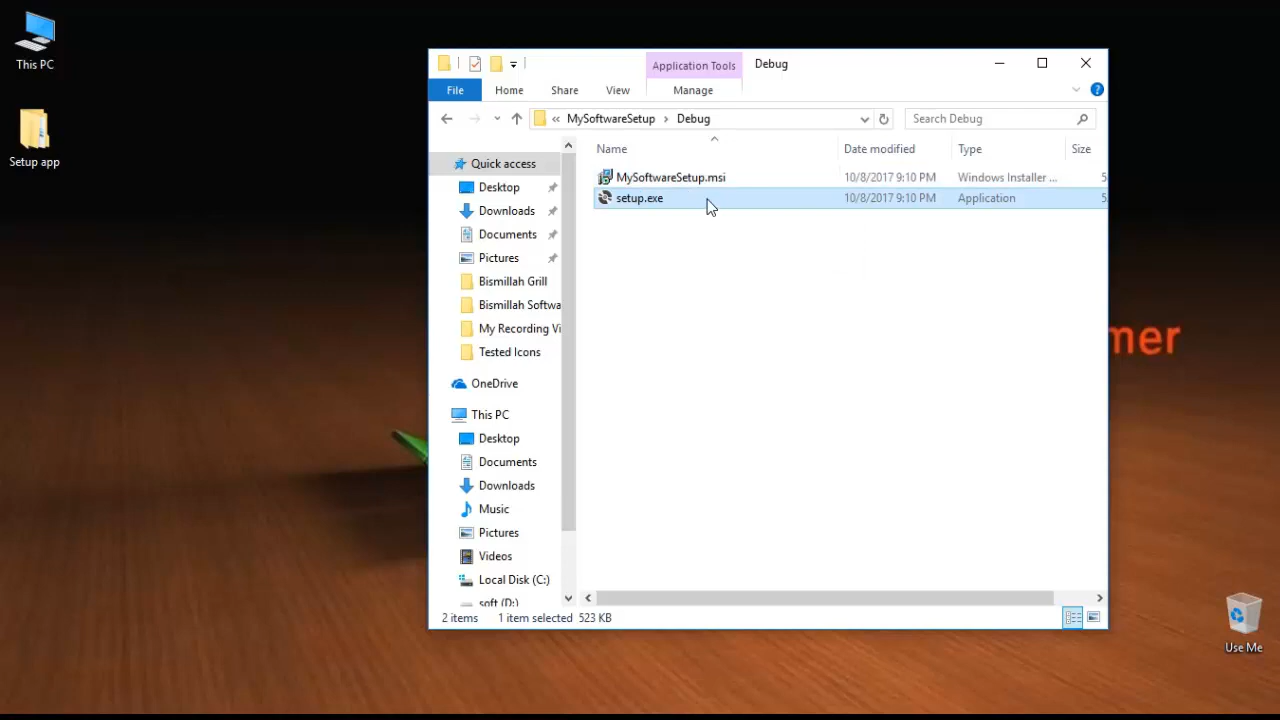 This PC
Setup app
Application Tools
Debug
File
Home
Share
View
Manage
« MySoftwareSetup › Debug
Search Debug
Name
Date modified
Type
Size
MySoftwareSetup.msi
10/8/2017 9:10 PM
Windows Installer ...
5
setup.exe
10/8/2017 9:10 PM
Application
5
Quick access
Desktop
Downloads
Documents
Pictures
Bismillah Grill
Bismillah Softwa
My Recording Vi
Tested Icons
OneDrive
This PC
Desktop
Documents
Downloads
Music
Pictures
Videos
Local Disk (C:)
soft (D:)
2 items
1 item selected 523 KB
mer
Use Me